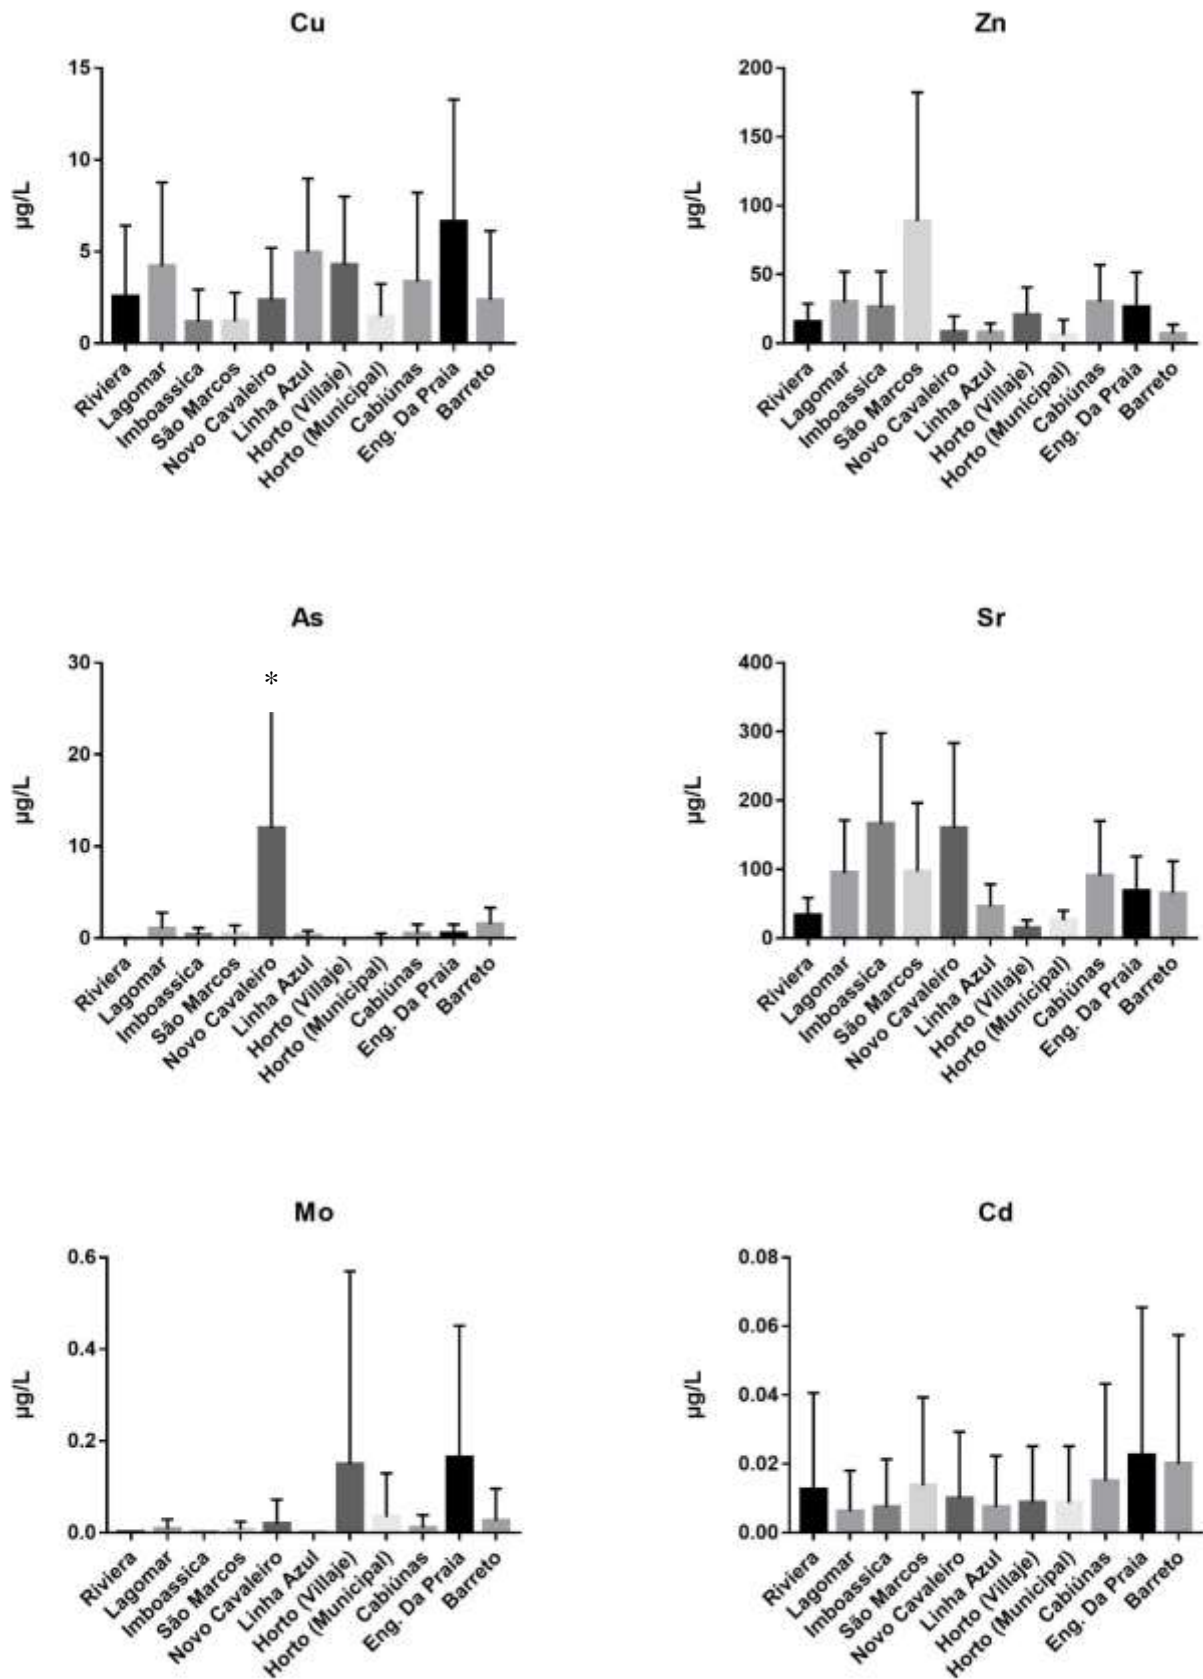 Cu
15
10
5
0
µg/L
Riviera
Lagomar
Imboassica
São Marcos
Novo Cavaleiro
Linha Azul
Horto (Villaje)
Horto (Municipal)
Cabiúnas
Eng. Da Praia
Barreto
Zn
200
150
100
50
0
µg/L
Riviera
Lagomar
Imboassica
São Marcos
Novo Cavaleiro
Linha Azul
Horto (Villaje)
Horto (Municipal)
Cabiúnas
Eng. Da Praia
Barreto
As
30
20
10
0
µg/L
*
Riviera
Lagomar
Imboassica
São Marcos
Novo Cavaleiro
Linha Azul
Horto (Villaje)
Horto (Municipal)
Cabiúnas
Eng. Da Praia
Barreto
Sr
400
300
200
100
0
µg/L
Riviera
Lagomar
Imboassica
São Marcos
Novo Cavaleiro
Linha Azul
Horto (Villaje)
Horto (Municipal)
Cabiúnas
Eng. Da Praia
Barreto
Mo
0.6
0.4
0.2
0.0
µg/L
Riviera
Lagomar
Imboassica
São Marcos
Novo Cavaleiro
Linha Azul
Horto (Villaje)
Horto (Municipal)
Cabiúnas
Eng. Da Praia
Barreto
Cd
0.08
0.06
0.04
0.02
0.00
µg/L
Riviera
Lagomar
Imboassica
São Marcos
Novo Cavaleiro
Linha Azul
Horto (Villaje)
Horto (Municipal)
Cabiúnas
Eng. Da Praia
Barreto